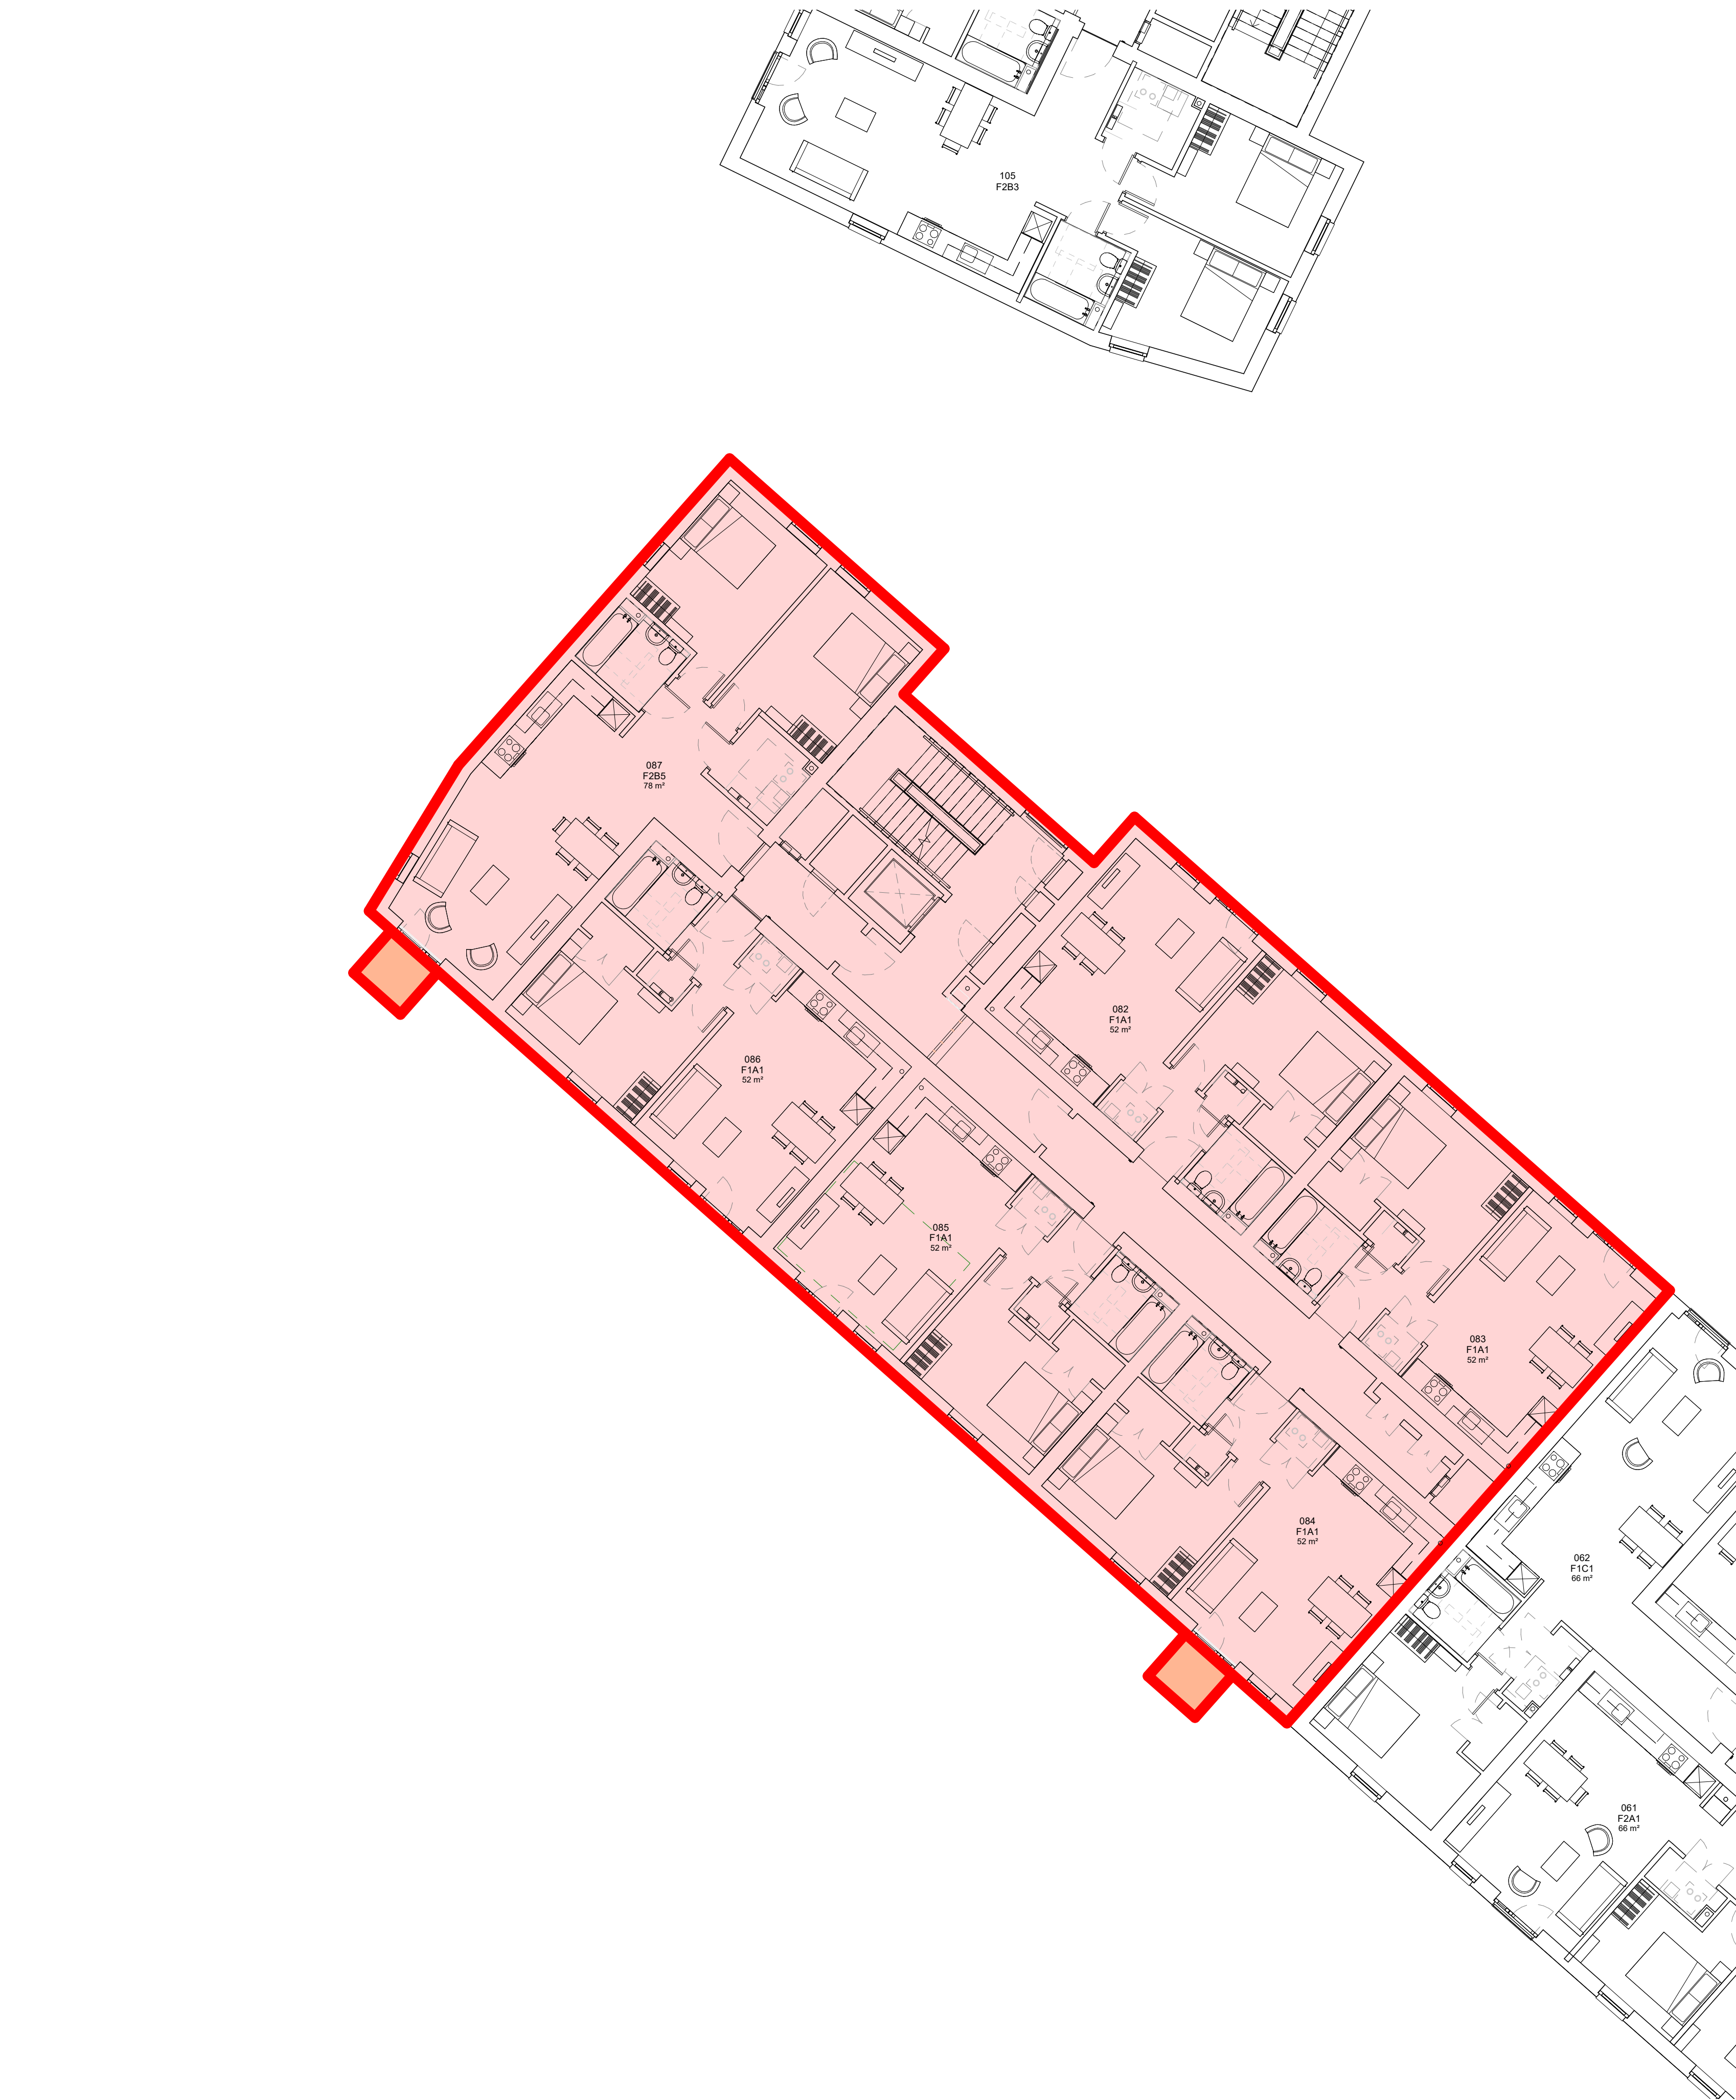 105
F2B3
087
F2B5
78 m²
082
F1A1
52 m²
086
F1A1
52 m²
085
F1A1
52 m²
083
F1A1
52 m²
084
F1A1
52 m²
062
F1C1
66 m²
061
F2A1
66 m²